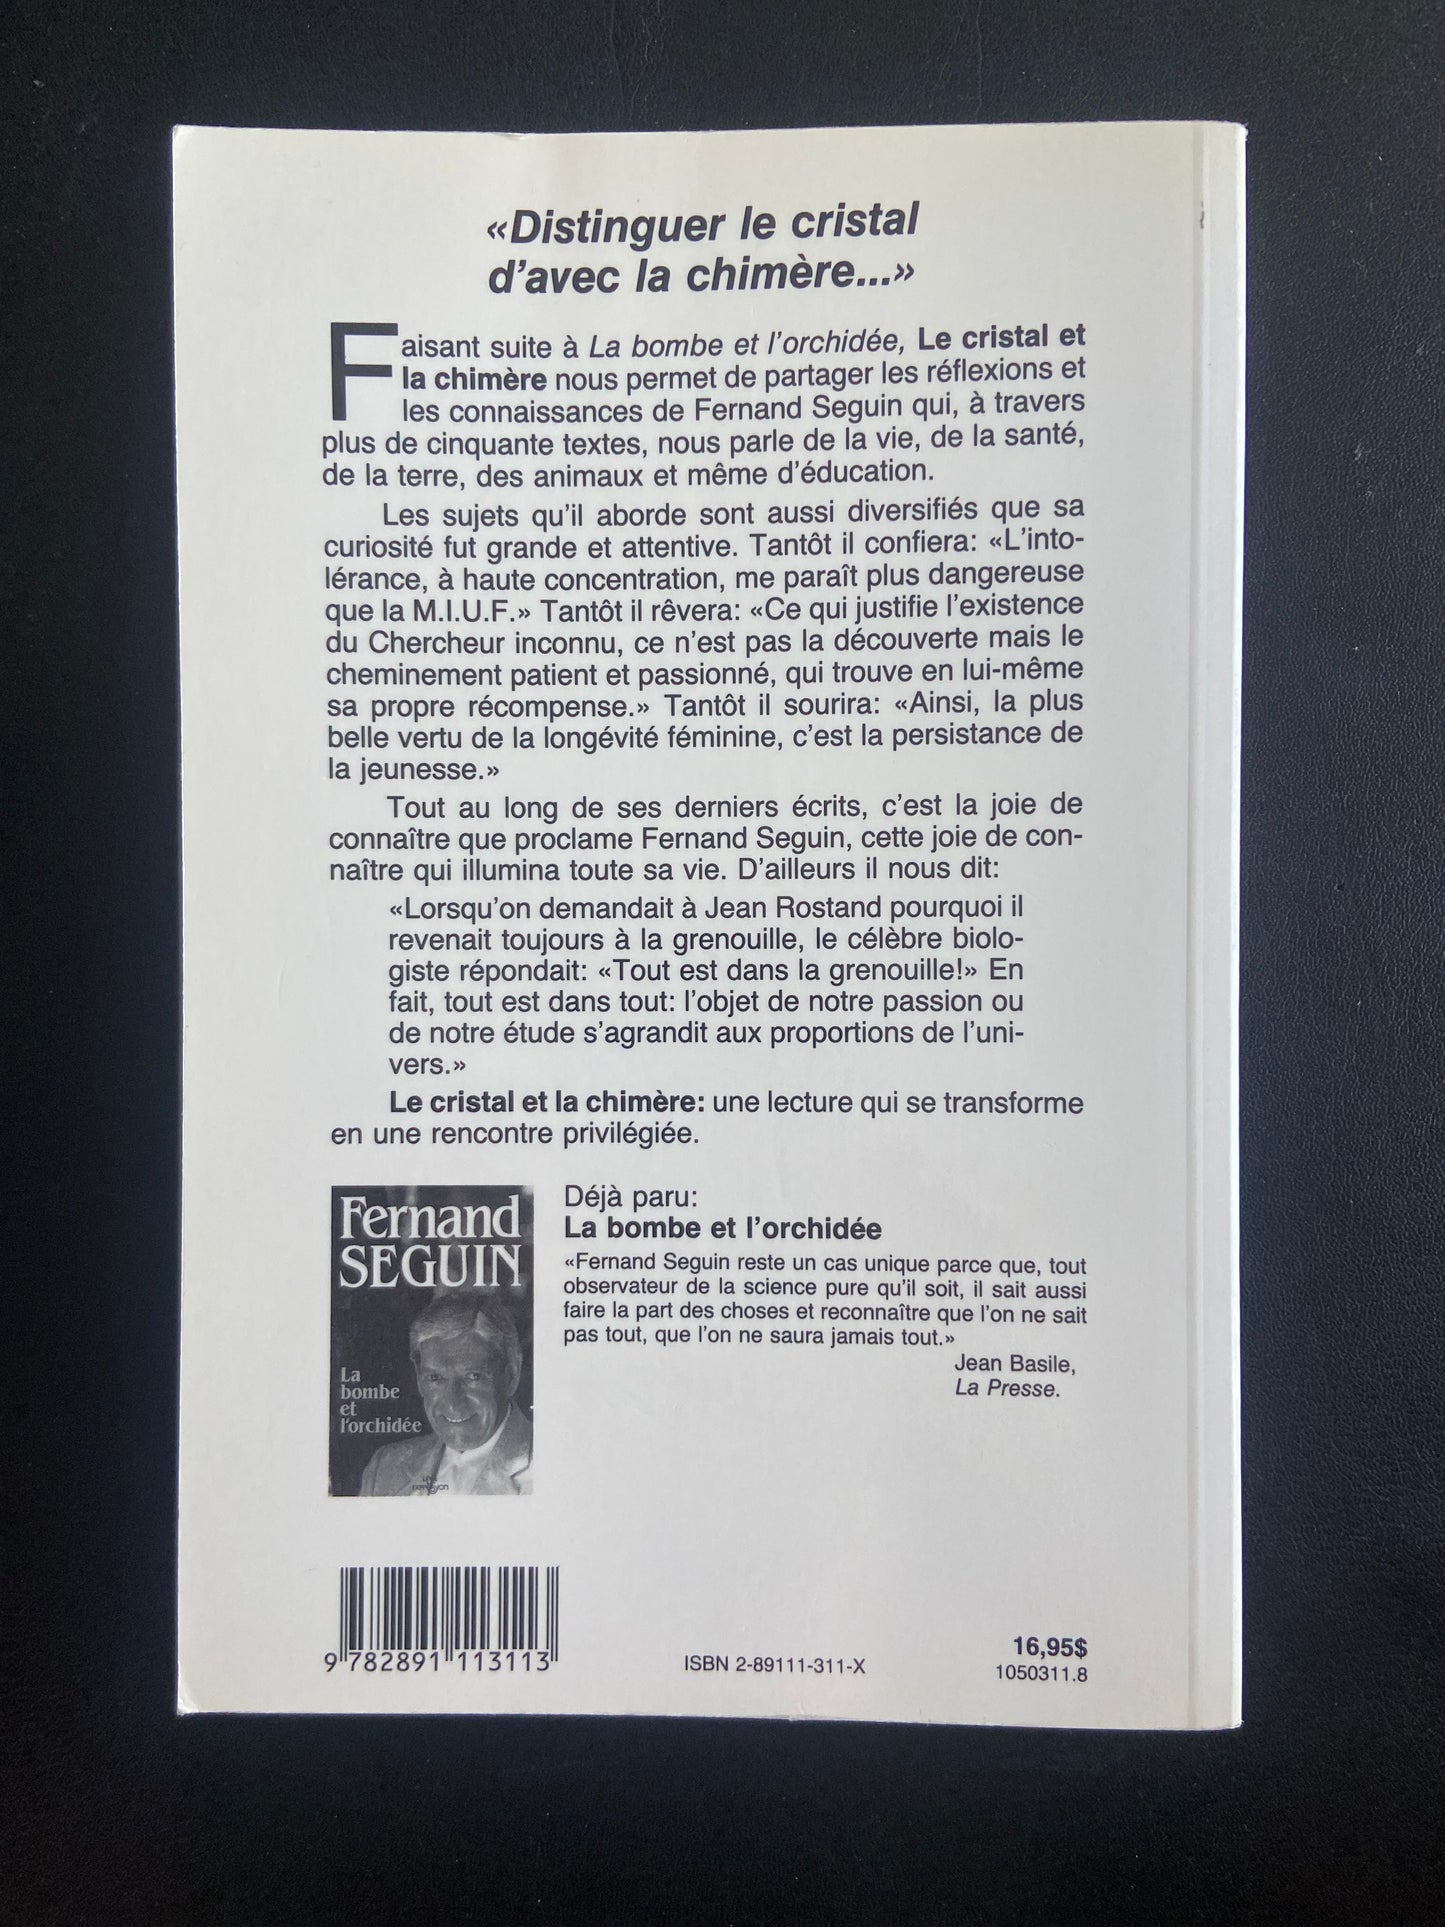 «Distinguer le cristal
d'avec la chimère...»
Faisant suite à La bombe et l'orchidée, Le cristal et
la chimère nous permet de partager les réflexions et
les connaissances de Fernand Seguin qui, à travers
plus de cinquante textes, nous parle de la vie, de la santé,
de la terre, des animaux et même d'éducation.
Les sujets qu'il aborde sont aussi diversifiés que sa
curiosité fut grande et attentive. Tantôt il confiera: «L'into-
lérance, à haute concentration, me paraît plus dangereuse
que la M.I.U.F.» Tantôt il rêvera: «Ce qui justifie l'existence
du Chercheur inconnu, ce n'est pas la découverte mais le
cheminement patient et passionné, qui trouve en lui-même
sa propre récompense.» Tantôt il sourira: «Ainsi, la plus
belle vertu de la longévité féminine, c'est la persistance de
la jeunesse.»
Tout au long de ses derniers écrits, c'est la joie de
connaître que proclame Fernand Seguin, cette joie de con-
naître qui illumina toute sa vie. D'ailleurs il nous dit:
«Lorsqu'on demandait à Jean Rostand pourquoi il
revenait toujours à la grenouille, le célèbre biolo-
giste répondait: «Tout est dans la grenouille!» En
fait, tout est dans tout: l'objet de notre passion ou
de notre étude s'agrandit aux proportions de l'uni-
vers.»
Le cristal et la chimère: une lecture qui se transforme
en une rencontre privilégiée.
Fernand
SEGUIN
La
bombe
et
l'orchidée
Déjà paru:
La bombe et l'orchidée
«Fernand Seguin reste un cas unique parce que, tout
observateur de la science pure qu'il soit, il sait aussi
faire la part des choses et reconnaître que l'on ne sait
pas tout, que l'on ne saura jamais tout.»
Jean Basile,
La Presse.
9 782891 113113
ISBN 2-89111-311-X
16,95$
1050311.8